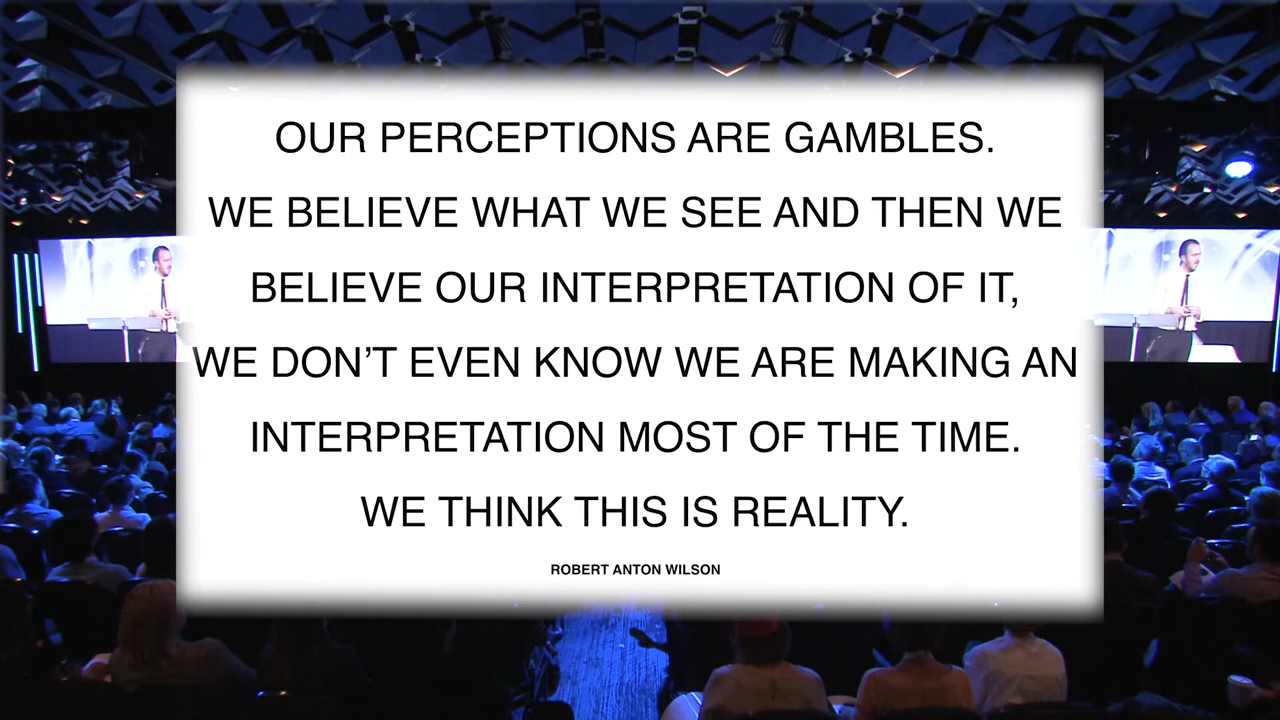 OUR PERCEPTIONS ARE GAMBLES.
WE BELIEVE WHAT WE SEE AND THEN WE
BELIEVE OUR INTERPRETATION OF IT,
WE DON'T EVEN KNOW WE ARE MAKING AN
INTERPRETATION MOST OF THE TIME.
WE THINK THIS IS REALITY.
ROBERT ANTON WILSON